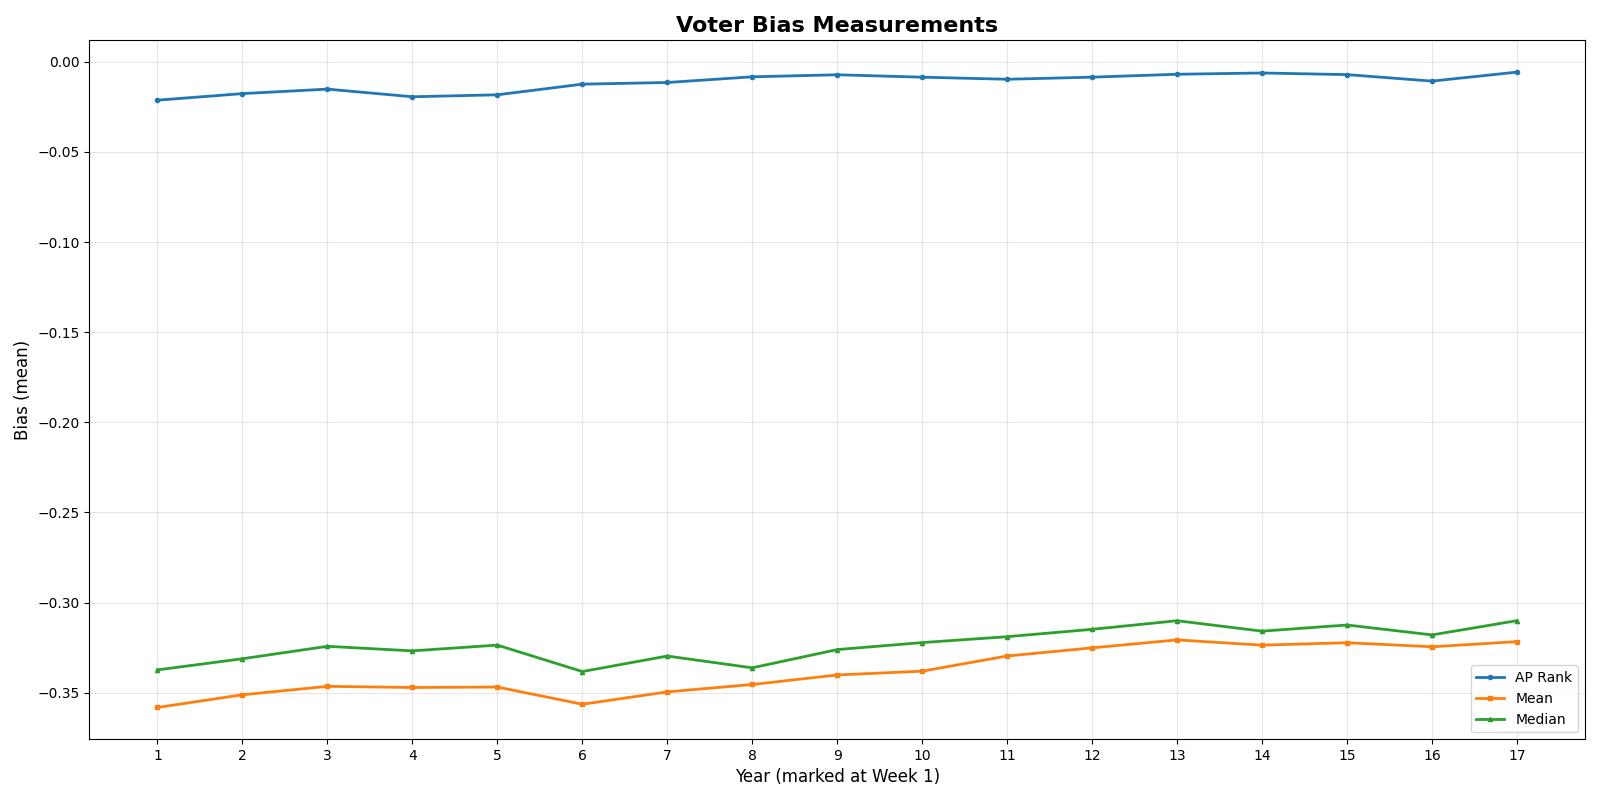 Voter Bias Measurements
Bias (mean)
0.00
−0.05
−0.10
−0.15
−0.20
−0.25
−0.30
−0.35
AP Rank
Mean
Median
1 2 3 4 5 6 7 8 9 10 11 12 13 14 15 16 17
Year (marked at Week 1)